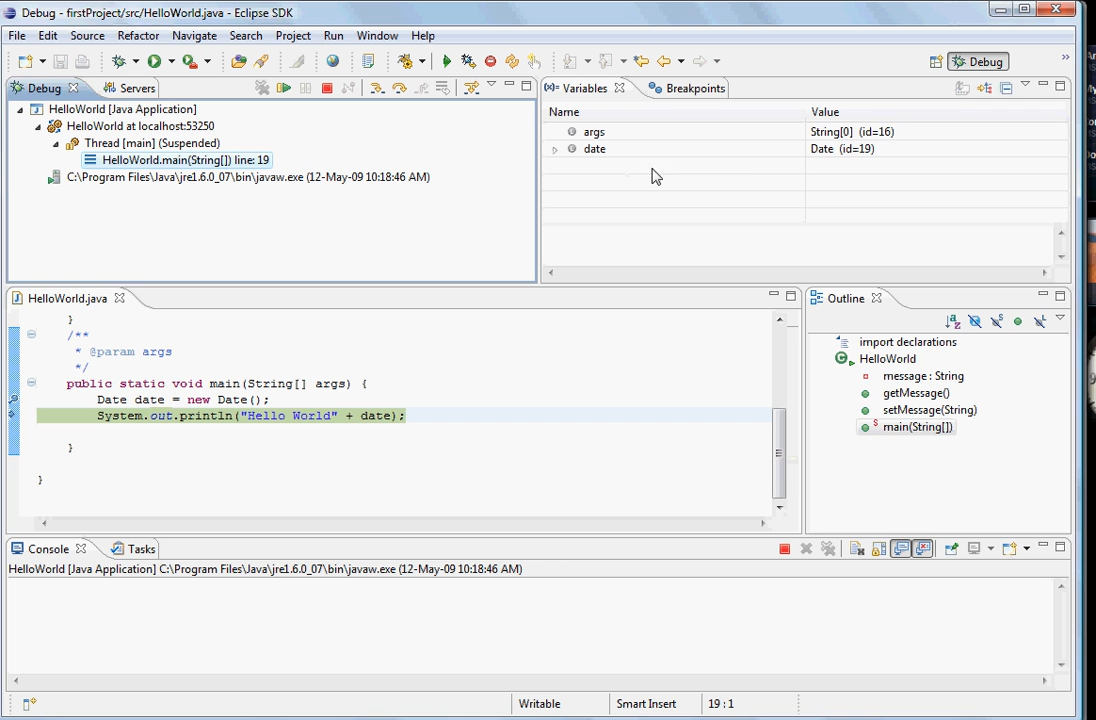 Debug - firstProject/src/HelloWorld.java - Eclipse SDK
File Edit Source Refactor Navigate Search Project Run Window Help
Debug
Debug Servers
HelloWorld [Java Application]
HelloWorld at localhost:53250
Thread [main] (Suspended)
HelloWorld.main(String[]) line: 19
C:\Program Files\Java\jre1.6.0_07\bin\javaw.exe (12-May-09 10:18:46 AM)
(x)= Variables Breakpoints
Name Value
args String[0] (id=16)
date Date (id=19)
HelloWorld.java
}
/**
* @param args
*/
public static void main(String[] args) {
Date date = new Date();
System.out.println("Hello World" + date);
}
}
Outline
import declarations
HelloWorld
message : String
getMessage()
setMessage(String)
main(String[])
Console Tasks
HelloWorld [Java Application] C:\Program Files\Java\jre1.6.0_07\bin\javaw.exe (12-May-09 10:18:46 AM)
Writable Smart Insert 19 : 1